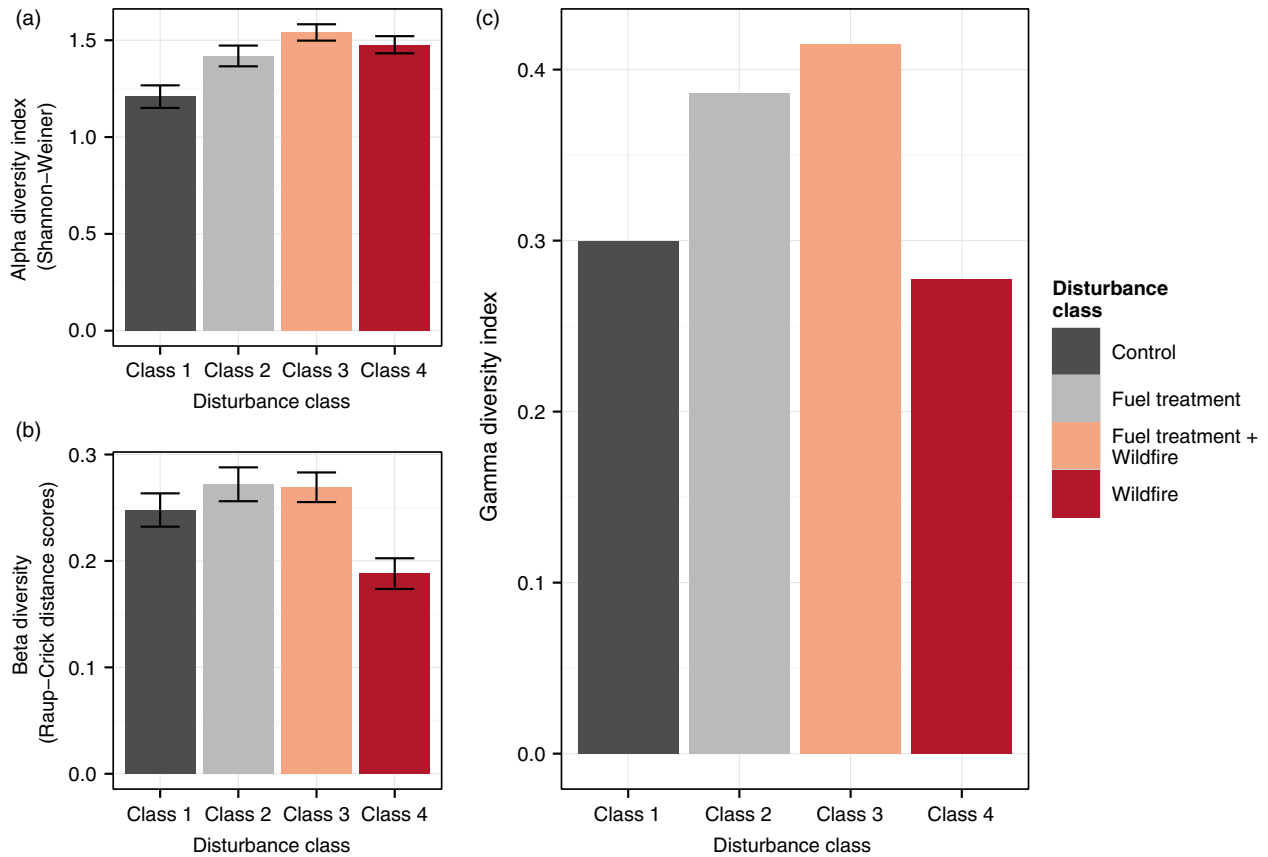 (a)
Alpha diversity index
(Shannon−Weiner)
1.5
1.0
0.5
0.0
Class 1 Class 2 Class 3 Class 4
Disturbance class
(b)
Beta diversity
(Raup−Crick distance scores)
0.3
0.2
0.1
0.0
Class 1 Class 2 Class 3 Class 4
Disturbance class
(c)
Gamma diversity index
0.4
0.3
0.2
0.1
0.0
Class 1 Class 2 Class 3 Class 4
Disturbance class
Disturbance
class
Control
Fuel treatment
Fuel treatment +
Wildfire
Wildfire